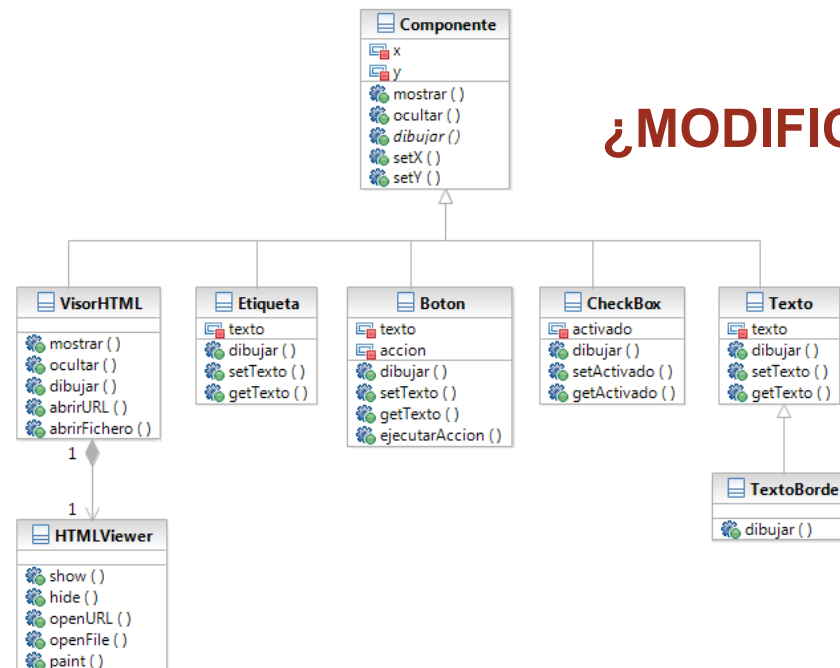 Componente
x
y
mostrar ( )
ocultar ( )
dibujar ( )
setX ( )
setY ( )
¿MODIFIC
VisorHTML
mostrar ( )
ocultar ( )
dibujar ( )
abrirURL ( )
abrirFichero ( )
Etiqueta
texto
dibujar ( )
setTexto ( )
getTexto ( )
Boton
texto
accion
dibujar ( )
setTexto ( )
getTexto ( )
ejecutarAccion ( )
CheckBox
activado
dibujar ( )
setActivado ( )
getActivado ( )
Texto
texto
dibujar ( )
setTexto ( )
getTexto ( )
1
1
HTMLViewer
show ( )
hide ( )
openURL ( )
openFile ( )
paint ( )
TextoBorde
dibujar ( )